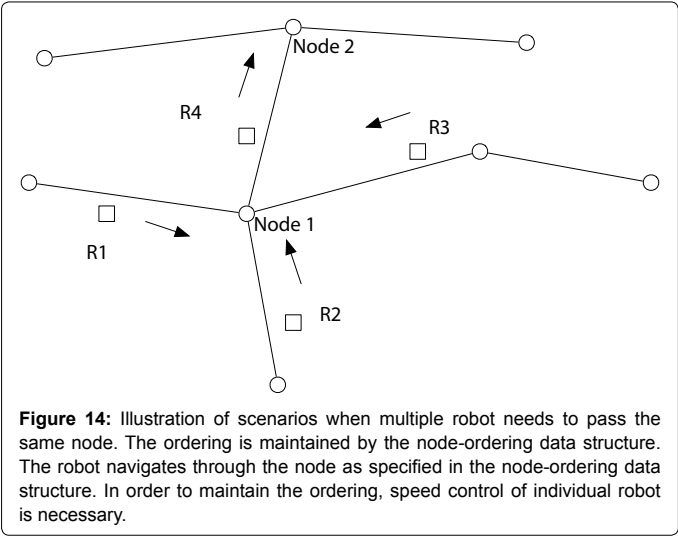 Node 2
R4
R3
Node 1
R1
R2
Figure 14: Illustration of scenarios when multiple robot needs to pass the
same node. The ordering is maintained by the node-ordering data structure.
The robot navigates through the node as specified in the node-ordering data
structure. In order to maintain the ordering, speed control of individual robot
is necessary.